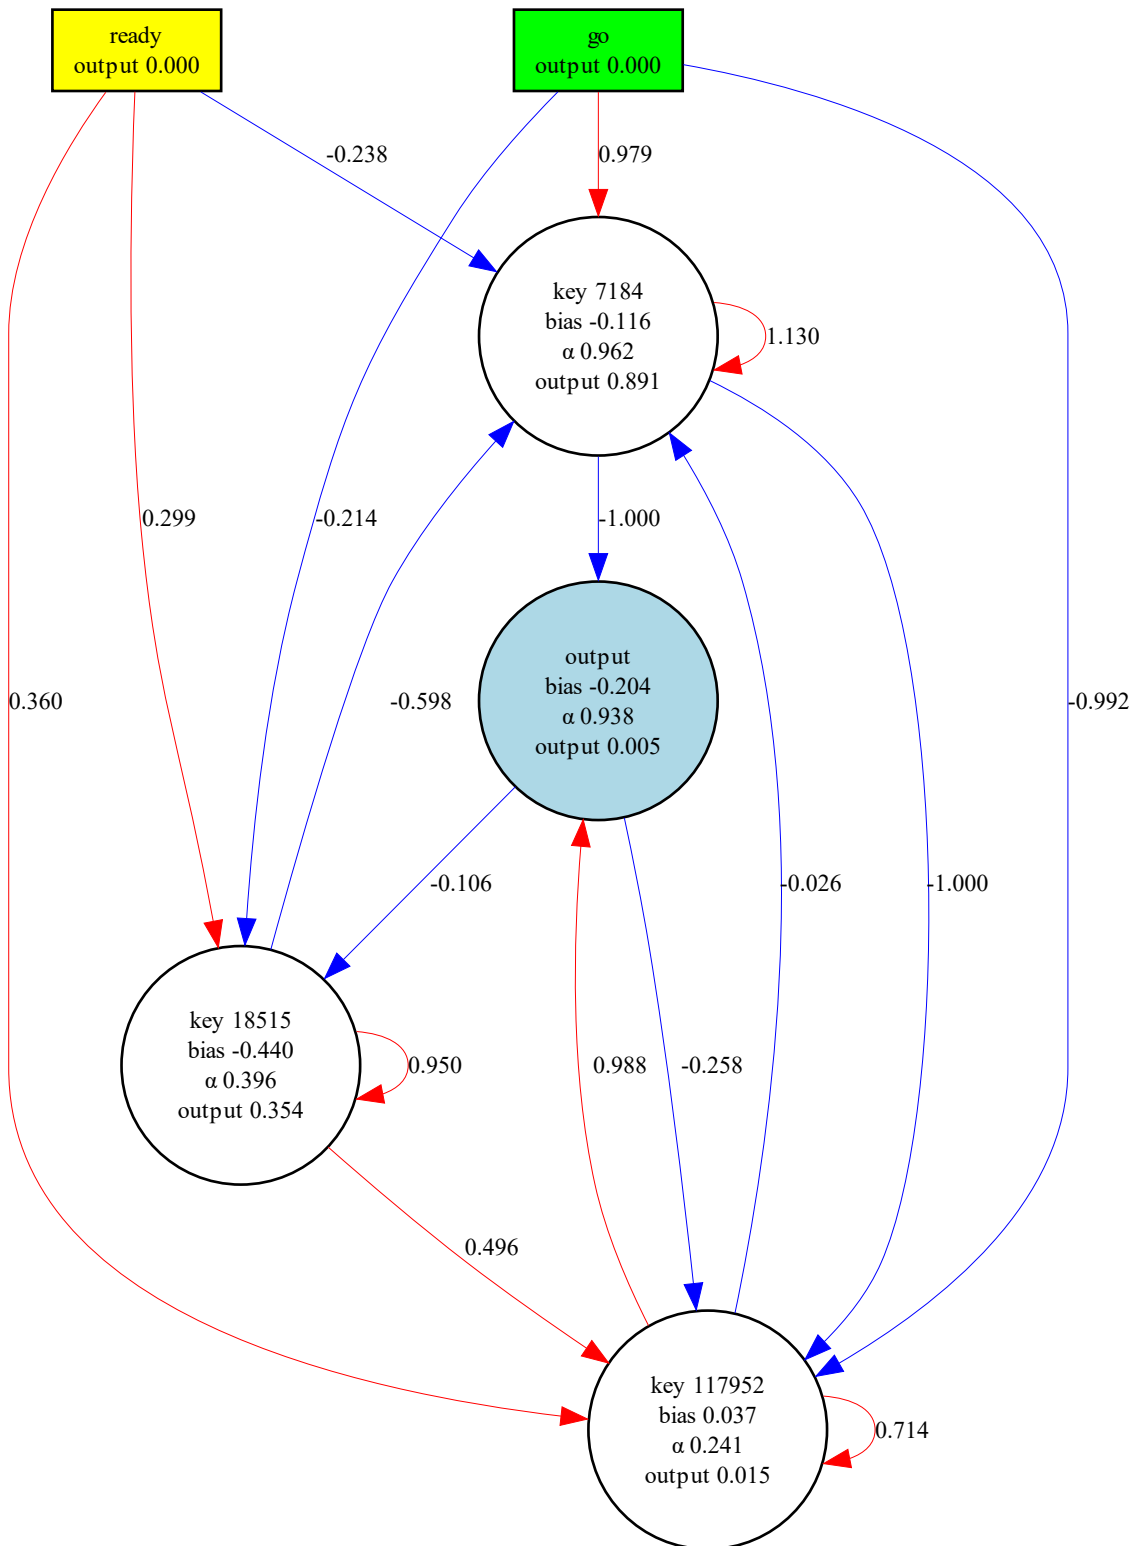 ready
output 0.000
go
output 0.000
-0.238
0.979
key 7184
bias -0.116
α 0.962
output 0.891
1.130
0.299
-0.214
-1.000
output
bias -0.204
α 0.938
output 0.005
0.360
-0.598
-0.992
-0.106
-0.026
-1.000
key 18515
bias -0.440
α 0.396
output 0.354
0.950
0.988
-0.258
0.496
key 117952
bias 0.037
α 0.241
output 0.015
0.714